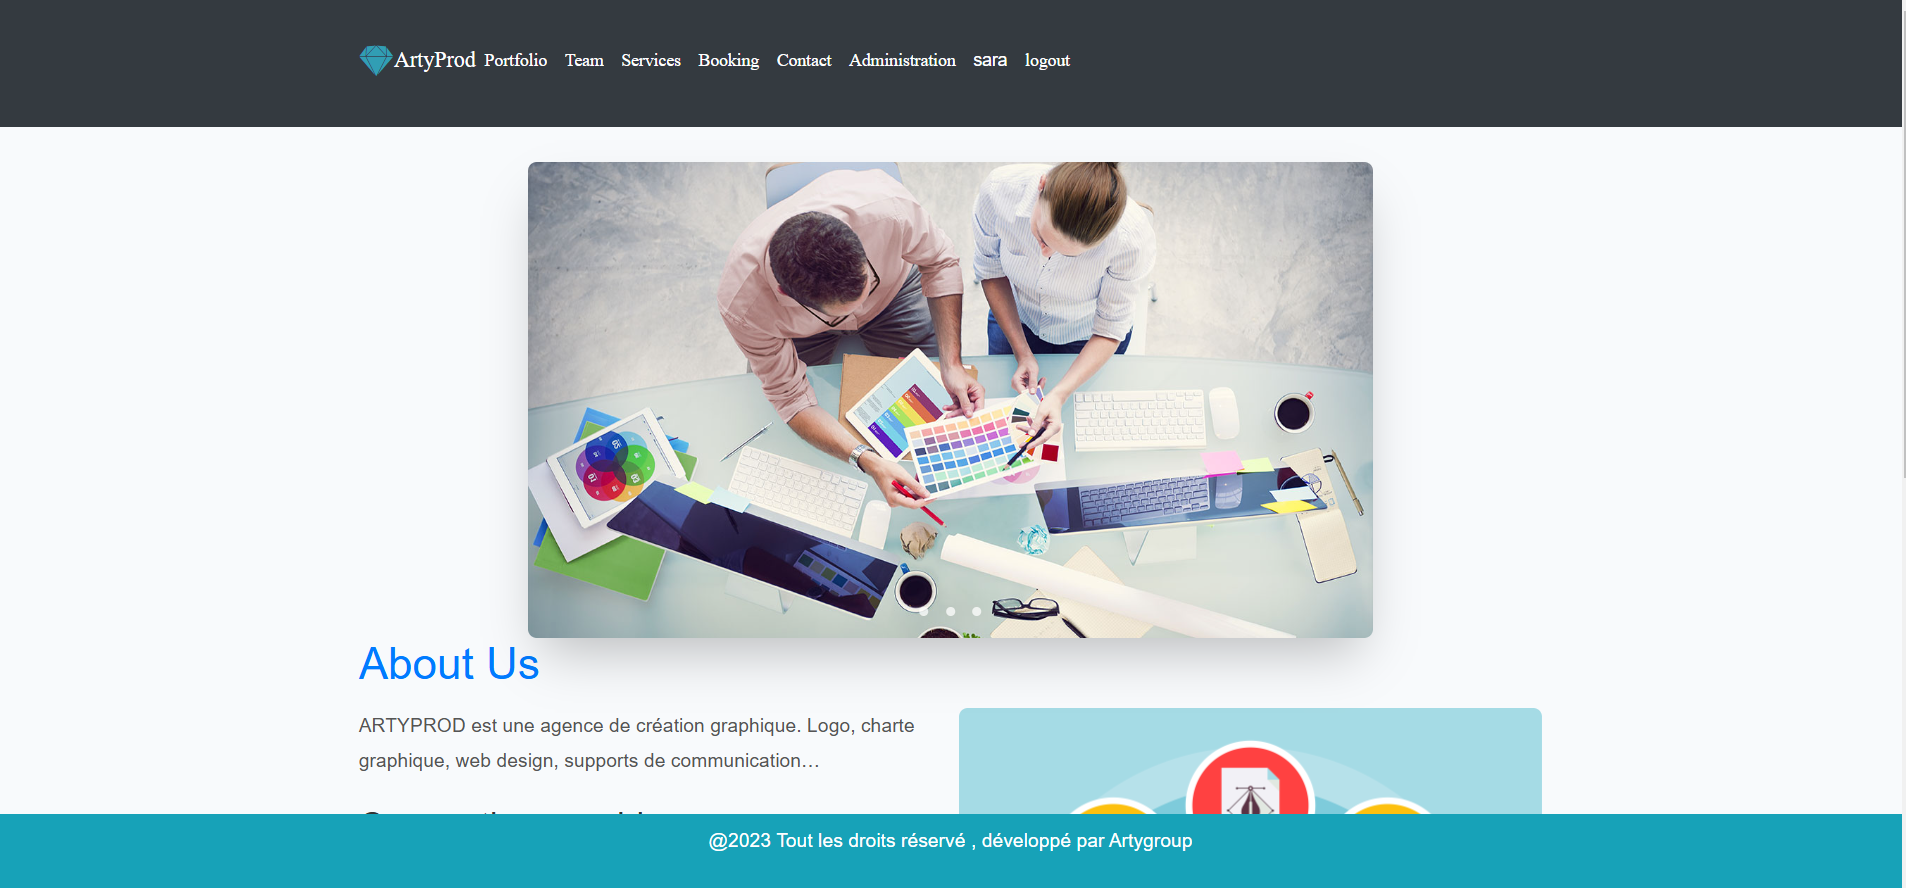 ArtyProd Portfolio Team Services Booking Contact Administration sara logout
About Us
ARTYPROD est une agence de création graphique. Logo, charte
graphique, web design, supports de communication…
@2023 Tout les droits réservé , développé par Artygroup